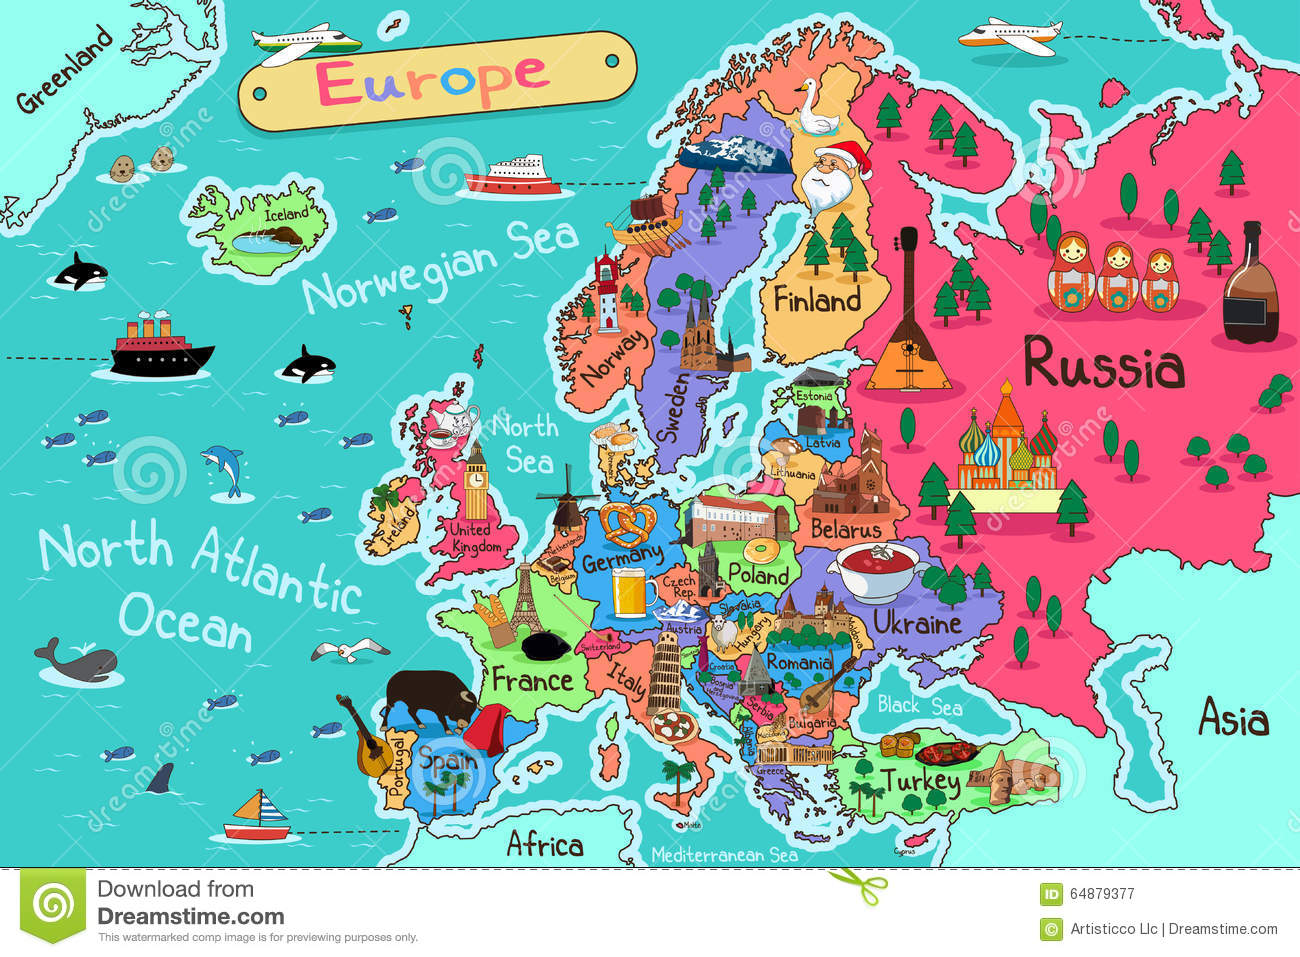 Greenland
Europe
Iceland
Norwegian Sea
Finland
Norway
Sweden
Russia
Estonia
Latvia
Lithuania
North
Sea
Denmark
Ireland
United
Kingdom
Netherlands
Belgium
Germany
Belarus
Poland
Czech
Rep.
North Atlantic
Ocean
Slovakia
Austria
Hungary
Moldova
Ukraine
Switzerland
France
Italy
Croatia
Bosnia
and
Herzegovina
Romania
Serbia
Black Sea
Bulgaria
Asia
Portugal
Spain
Albania
Macedonia
Greece
Turkey
Malta
Cyprus
Africa
Mediterranean Sea
dreamstime
Download from
Dreamstime.com
This watermarked comp image is for previewing purposes only.
ID 64879377
© Artisticco Llc | Dreamstime.com